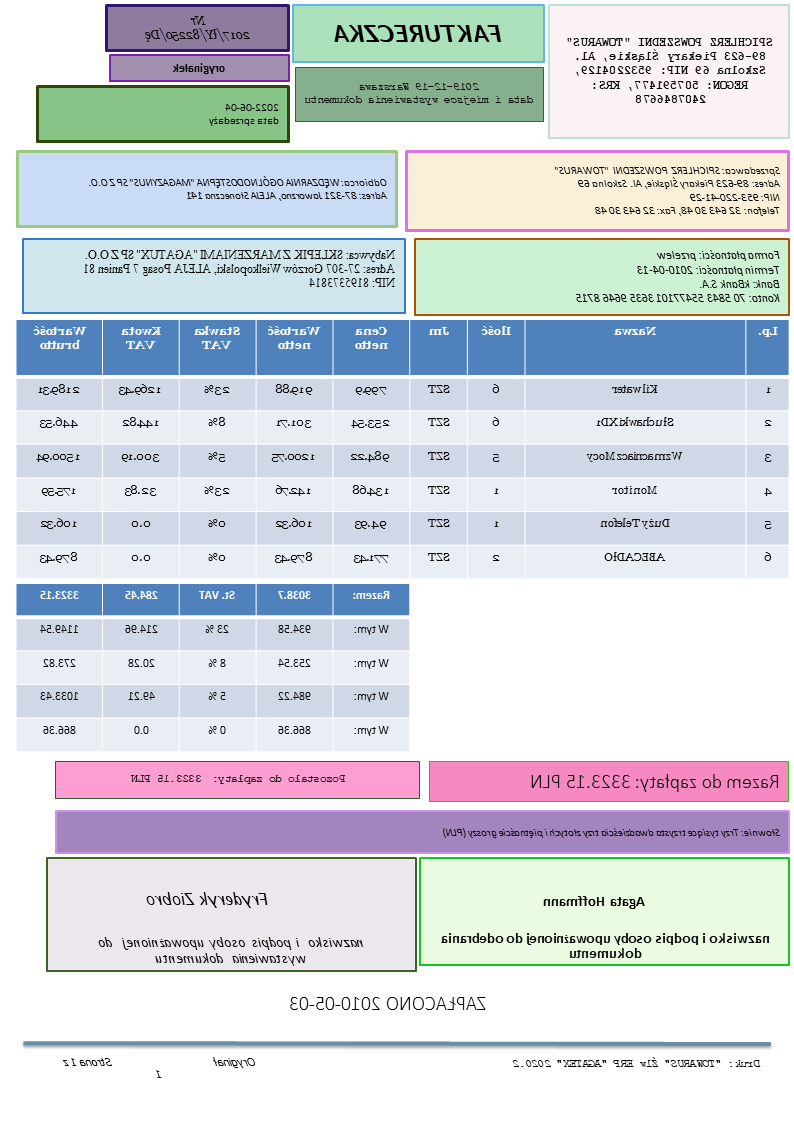 SPICHLERZ POWSZEDNI "TOWARUS"
89-623 Piekary Śląskie, Al.
Szkolna 69 NIP: 9532204129,
REGON: 507591477, KRS:
2407846678
FAKTURECZKA
Nr
2017/IY/82250/Dę/
oryginałek
2019-12-19 Warszawa
data i miejsce wystawienia dokumentu
2022-06-04
data sprzedaży
Sprzedawca: SPICHLERZ POWSZEDNI "TOWARUS"
Adres: 89-623 Piekary Śląskie, Al. Szkolna 69
NIP: 953-220-41-29
Telefon: 32 643 30 48, Fax: 32 643 30 48
Odbiorca: WĘDZARNIA OGÓLNODOSTĘPNA "MAGAZYNUS" SP Z O.O.
Adres: 87-321 Jaworzno, ALEJA Słoneczna 141
Forma płatności: przelew
Termin płatności: 2010-04-13
Bank: kBank S.A.
Konto: 70 5843 55477101 3635 9646 8715
Nabywca: SKLEPIK Z MARZENIAMI "AGATUX" SP Z O.O.
Adres: 27-307 Gorzów Wielkopolski, ALEJA Posag 7 Panien 81
NIP: 8195373814
Lp. Nazwa Ilość Jm Cena netto Wartość netto Stawka VAT Kwota VAT Wartość brutto
1 Kilwater 6 SZT 799.9 919.88 23% 1269.43 2189.31
2 Słuchawki XD1 6 SZT 253.54 301.71 8% 144.82 446.53
3 Wzmacniacz Mocy 5 SZT 984.22 1200.75 5% 300.19 1500.94
4 Monitor 1 SZT 134.68 142.76 23% 32.83 175.59
5 Duży Telefon 1 SZT 94.93 106.32 0% 0.0 106.32
6 ABECADŁO 2 SZT 771.43 879.43 0% 0.0 879.43
Razem: 3038.7 St. VAT 284.45 3323.15
W tym: 934.58 23 % 214.96 1149.54
W tym: 253.54 8 % 20.28 273.82
W tym: 984.22 5 % 49.21 1033.43
W tym: 866.36 0 % 0.0 866.36
Razem do zapłaty: 3323.15 PLN
Pozostało do zapłaty: 3323.15 PLN
Słownie: Trzy tysiące trzysta dwadzieścia trzy złotych i piętnaście groszy (PLN)
Agata Hoffmann
nazwisko i podpis osoby upoważnionej do odebrania
dokumentu
Fryderyk Ziobro
nazwisko i podpis osoby upoważnionej do
wystawienia dokumentu
ZAPŁACONO 2010-05-03
Druk: "TOWARUS" Élw ERP "AGATEX" 2020.2
Oryginał
Strona 1 z
1